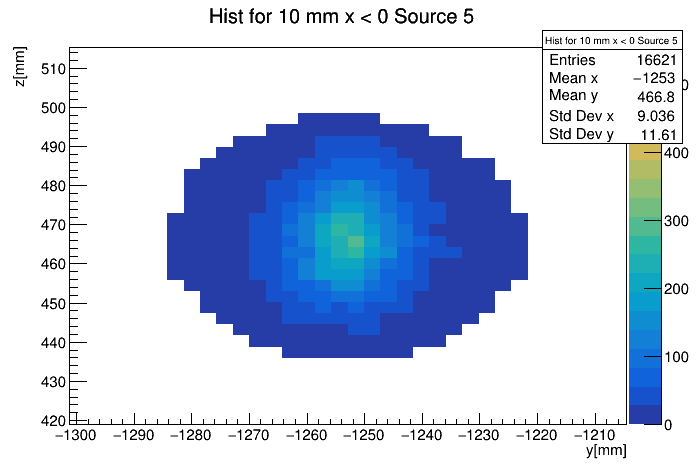 Hist for 10 mm x < 0 Source 5
z[mm]
Hist for 10 mm x < 0 Source 5
Entries 16621
Mean x −1253
Mean y 466.8
Std Dev x 9.036
Std Dev y 11.61
510
500
490
480
470
460
450
440
430
420
400
300
200
100
0
−1300 −1290 −1280 −1270 −1260 −1250 −1240 −1230 −1220 −1210
y[mm]